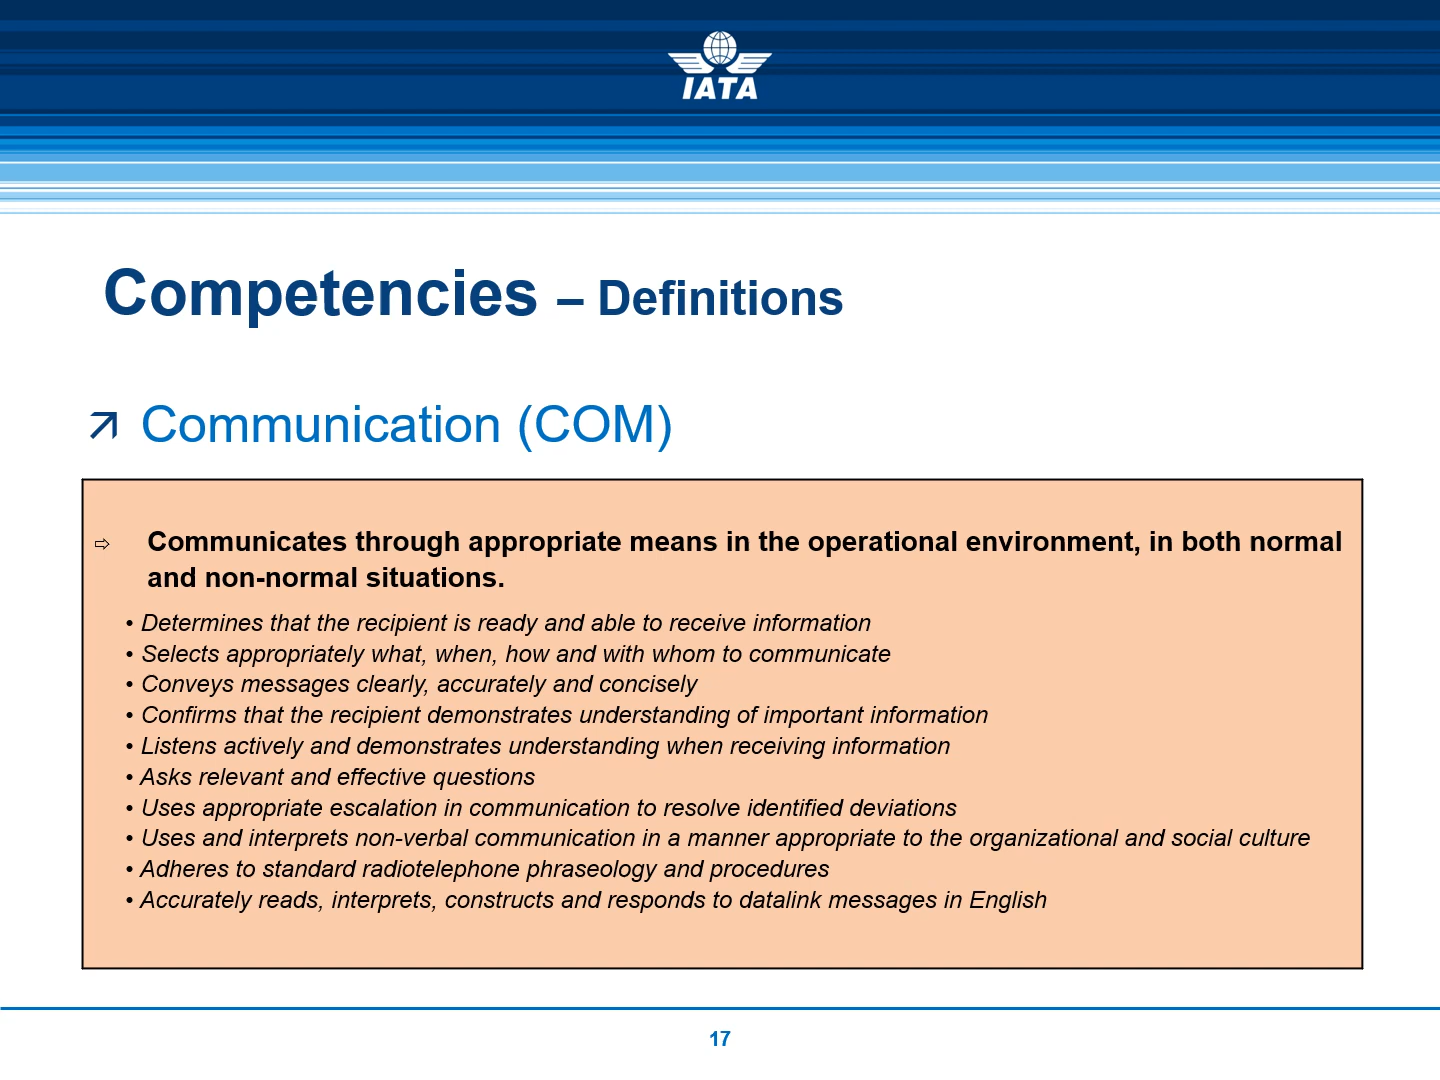 IATA
Competencies – Definitions
Communication (COM)
⇨ Communicates through appropriate means in the operational environment, in both normal
and non-normal situations.
• Determines that the recipient is ready and able to receive information
• Selects appropriately what, when, how and with whom to communicate
• Conveys messages clearly, accurately and concisely
• Confirms that the recipient demonstrates understanding of important information
• Listens actively and demonstrates understanding when receiving information
• Asks relevant and effective questions
• Uses appropriate escalation in communication to resolve identified deviations
• Uses and interprets non-verbal communication in a manner appropriate to the organizational and social culture
• Adheres to standard radiotelephone phraseology and procedures
• Accurately reads, interprets, constructs and responds to datalink messages in English
17